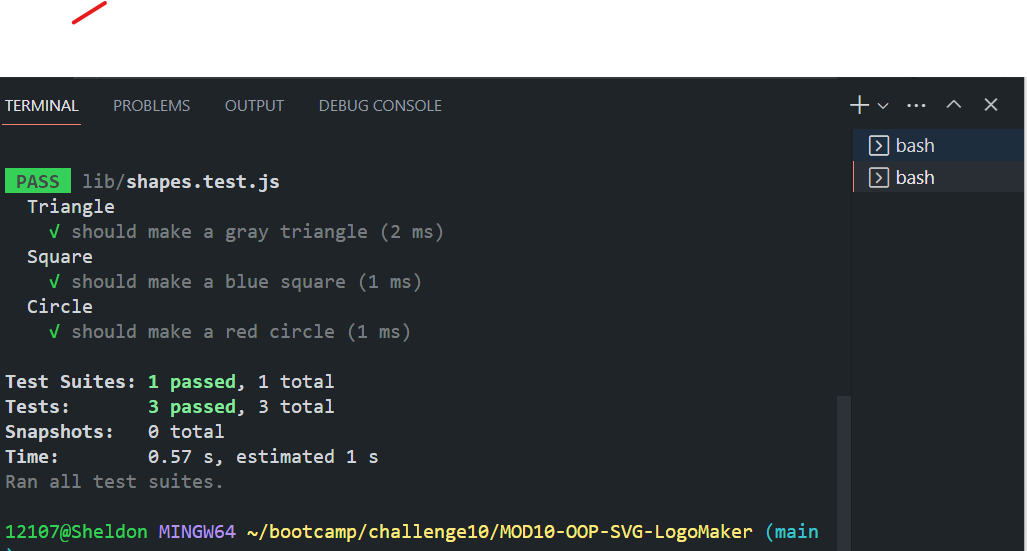 TERMINAL PROBLEMS OUTPUT DEBUG CONSOLE
bash
bash
PASS lib/shapes.test.js
Triangle
√ should make a gray triangle (2 ms)
Square
√ should make a blue square (1 ms)
Circle
√ should make a red circle (1 ms)
Test Suites: 1 passed, 1 total
Tests: 3 passed, 3 total
Snapshots: 0 total
Time: 0.57 s, estimated 1 s
Ran all test suites.
12107@Sheldon MINGW64 ~/bootcamp/challenge10/MOD10-OOP-SVG-LogoMaker (main